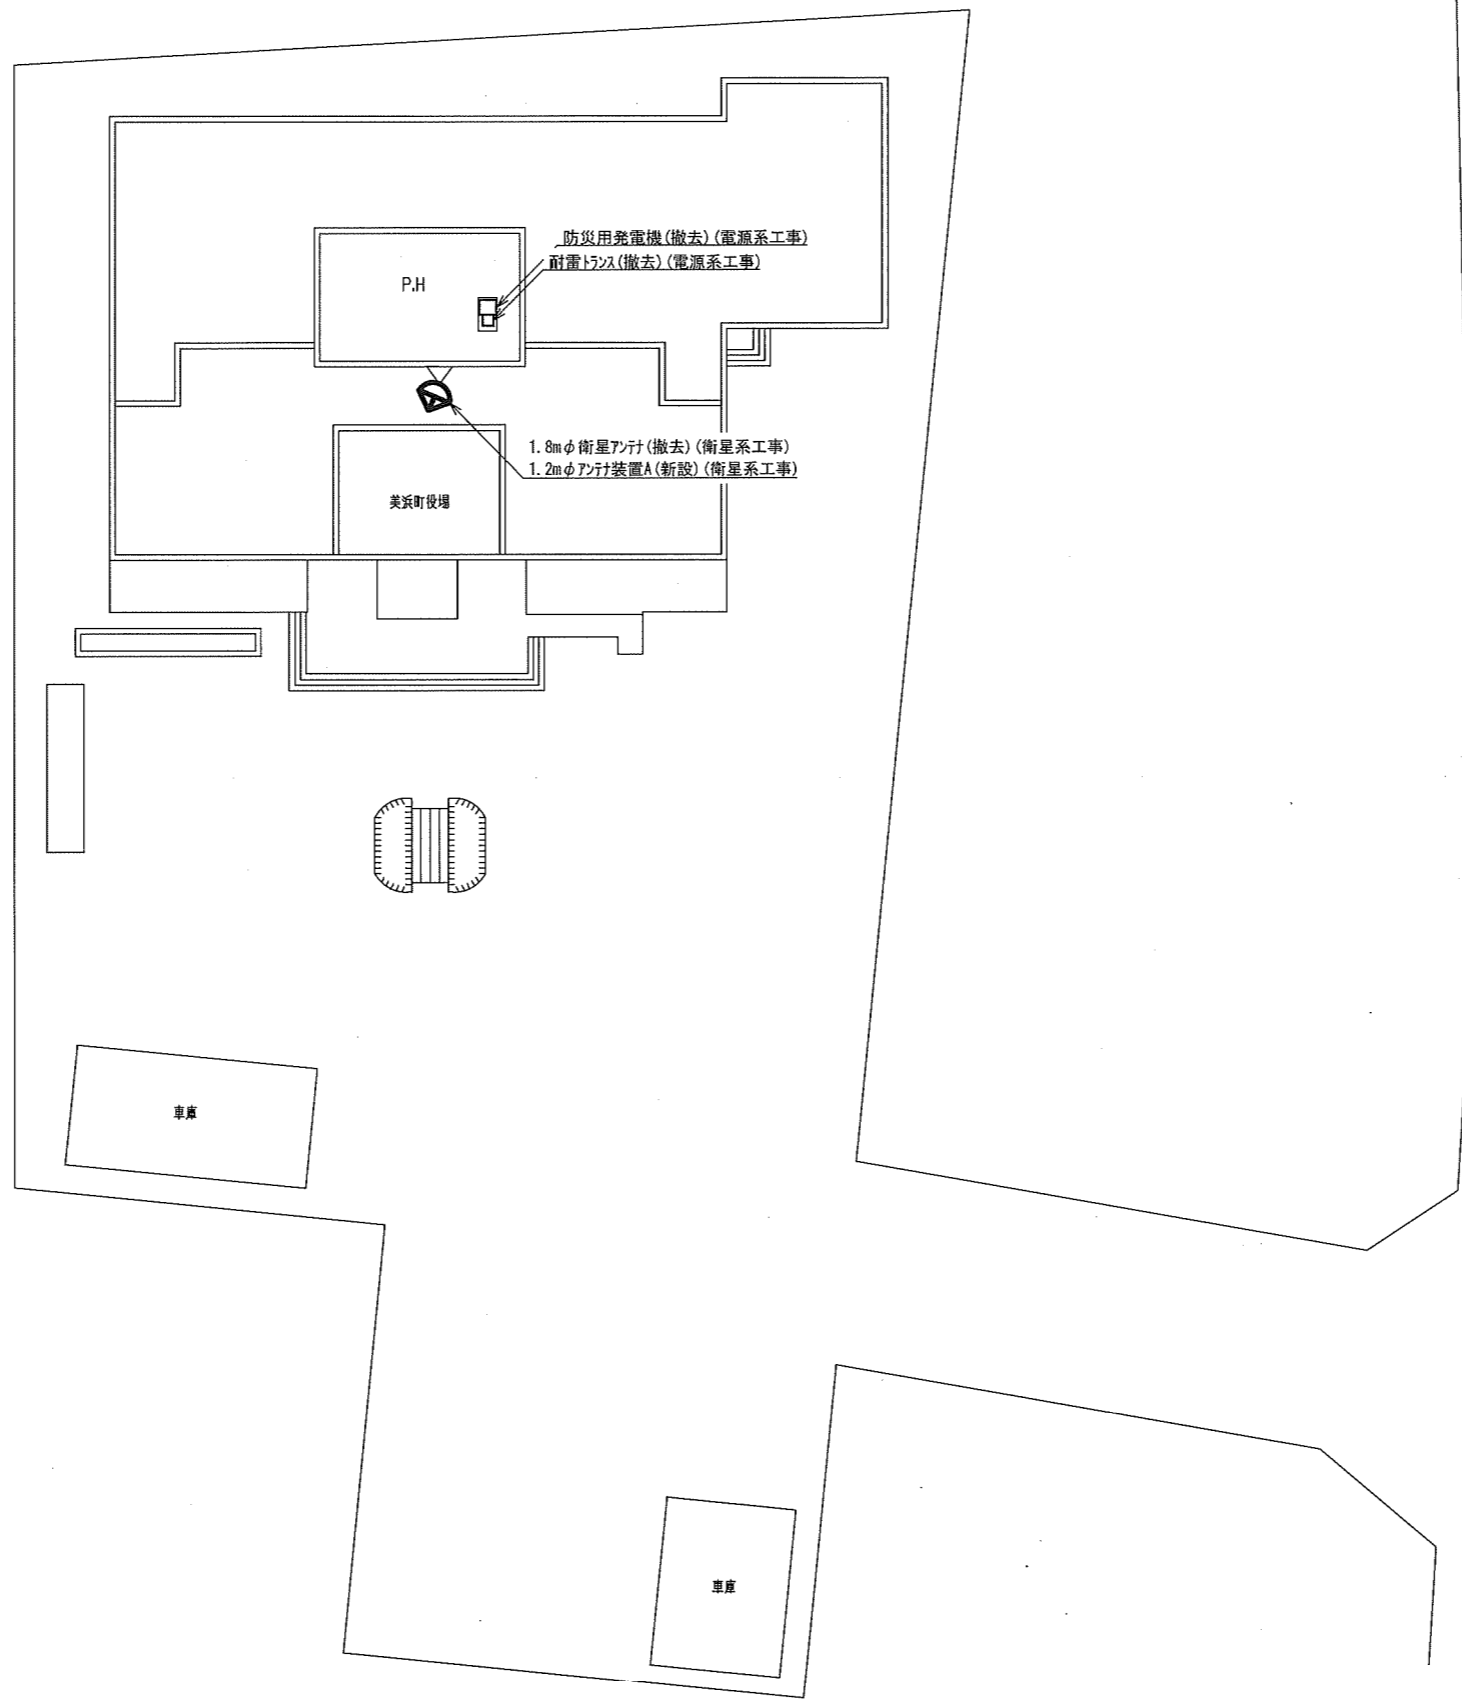 防災用発電機(撤去)(電源系工事)
耐雷トランス(撤去)(電源系工事)
P.H
1.8mφ衛星アンテナ(撤去)(衛星系工事)
1.2mφアンテナ装置A(新設)(衛星系工事)
美浜町役場
車庫
車庫